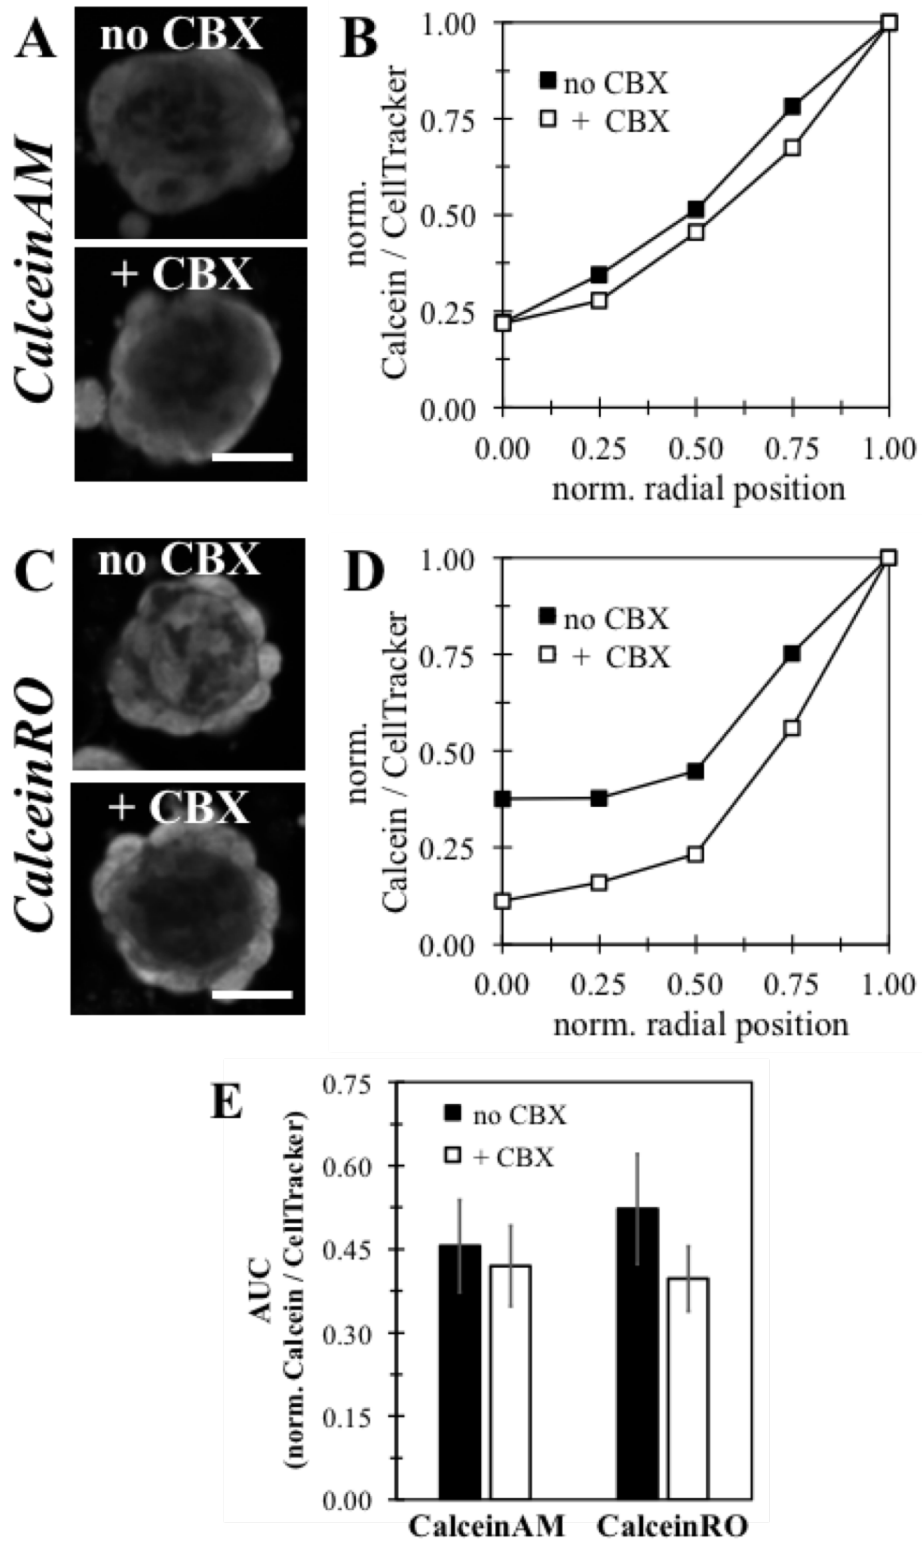 A
no CBX
+ CBX
CalceinAM
B
1.00
0.75
0.50
0.25
0.00
norm.
Calcein / CellTracker
no CBX
+ CBX
0.00 0.25 0.50 0.75 1.00
norm. radial position
C
no CBX
+ CBX
CalceinRO
D
1.00
0.75
0.50
0.25
0.00
norm.
Calcein / CellTracker
no CBX
+ CBX
0.00 0.25 0.50 0.75 1.00
norm. radial position
E
0.75
0.60
0.45
0.30
0.15
0.00
AUC
(norm. Calcein / CellTracker)
no CBX
+ CBX
CalceinAM CalceinRO